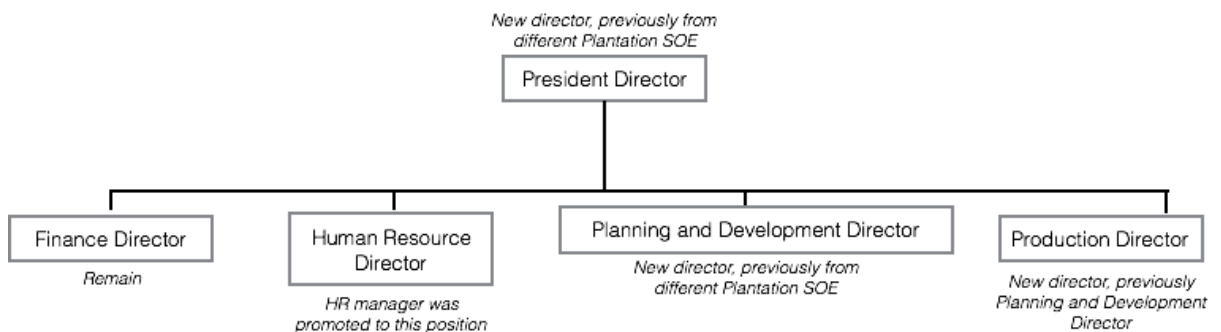 New director, previously from
different Plantation SOE
President Director
Finance Director
Remain
Human Resource
Director
HR manager was
promoted to this position
Planning and Development Director
New director, previously from
different Plantation SOE
Production Director
New director, previously
Planning and Development
Director